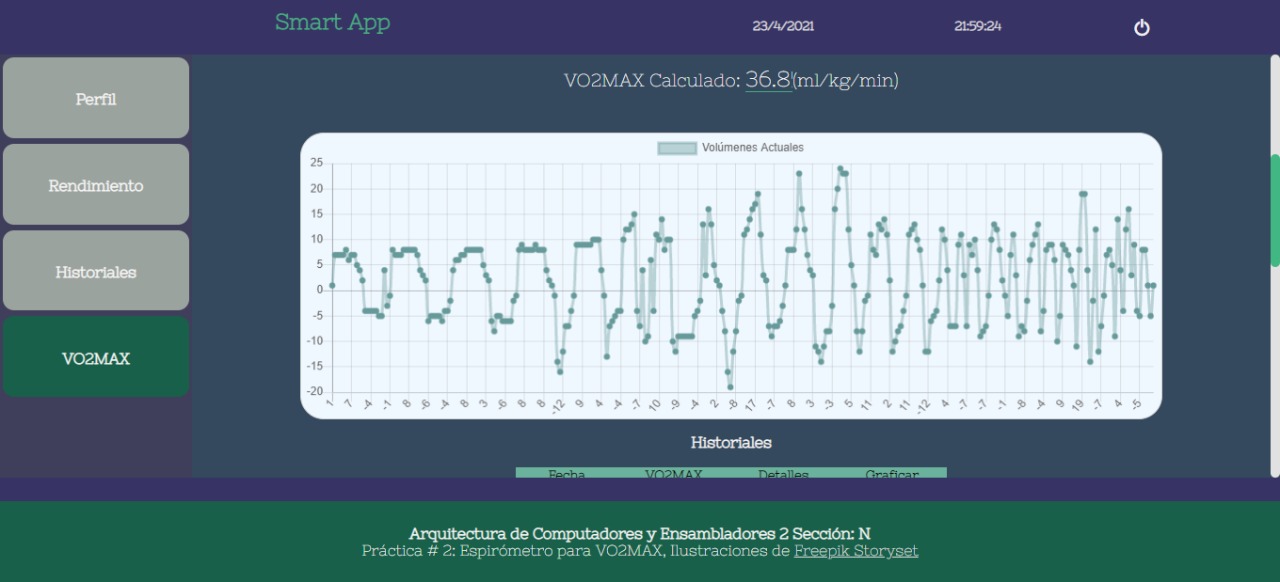 Smart App
23/4/2021
21:59:24
Perfil
Rendimiento
Historiales
VO2MAX
VO2MAX Calculado: 36.8 (ml/kg/min)
Volúmenes Actuales
25
20
15
10
5
0
-5
-10
-15
-20
1 7 -4 -1 8 -6 -4 8 3 -6 8 8 -12 9 4 -4 -7 10 -9 -4 2 -8 17 -7 8 3 -3 5 -2 11 11 -12 4 -7 -7 -1 -8 -4 9 19 -7 4 -5
Historiales
Fecha VO2MAX Detalles Graficar
Arquitectura de Computadores y Ensambladores 2 Sección: N
Práctica # 2: Espirómetro para VO2MAX, Ilustraciones de Freepik Storyset